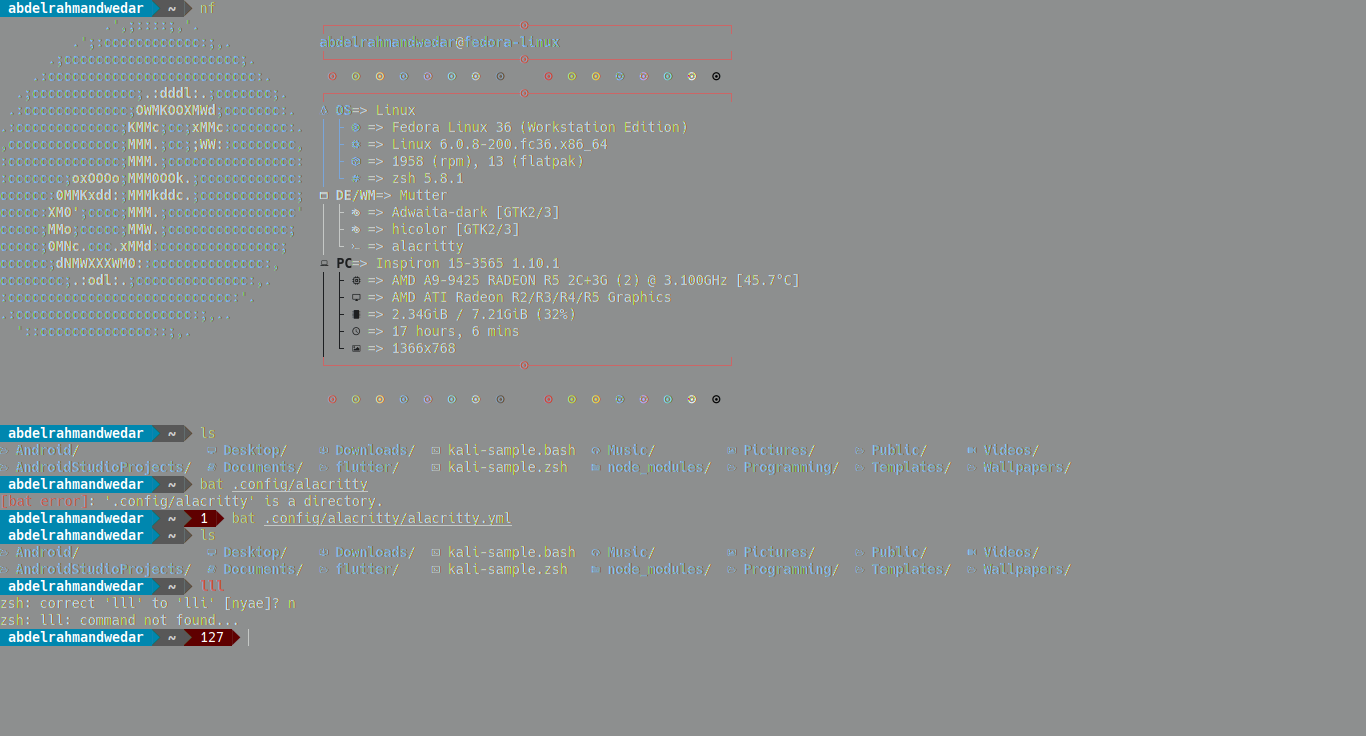 abdelrahmandwedar ~ nf
abdelrahmandwedar@fedora-linux
OS=> Linux
=> Fedora Linux 36 (Workstation Edition)
=> Linux 6.0.8-200.fc36.x86_64
=> 1958 (rpm), 13 (flatpak)
=> zsh 5.8.1
DE/WM=> Mutter
=> Adwaita-dark [GTK2/3]
=> hicolor [GTK2/3]
=> alacritty
PC=> Inspiron 15-3565 1.10.1
=> AMD A9-9425 RADEON R5 2C+3G (2) @ 3.100GHz [45.7°C]
=> AMD ATI Radeon R2/R3/R4/R5 Graphics
=> 2.34GiB / 7.21GiB (32%)
=> 17 hours, 6 mins
=> 1366x768
abdelrahmandwedar ~ ls
Android/ Desktop/ Downloads/ kali-sample.bash Music/ Pictures/ Public/ Videos/
AndroidStudioProjects/ Documents/ flutter/ kali-sample.zsh node_modules/ Programming/ Templates/ Wallpapers/
abdelrahmandwedar ~ bat .config/alacritty
[bat error]: '.config/alacritty' is a directory.
abdelrahmandwedar ~ 1 bat .config/alacritty/alacritty.yml
abdelrahmandwedar ~ ls
Android/ Desktop/ Downloads/ kali-sample.bash Music/ Pictures/ Public/ Videos/
AndroidStudioProjects/ Documents/ flutter/ kali-sample.zsh node_modules/ Programming/ Templates/ Wallpapers/
abdelrahmandwedar ~ lll
zsh: correct 'lll' to 'lli' [nyae]? n
zsh: lll: command not found...
abdelrahmandwedar ~ 127